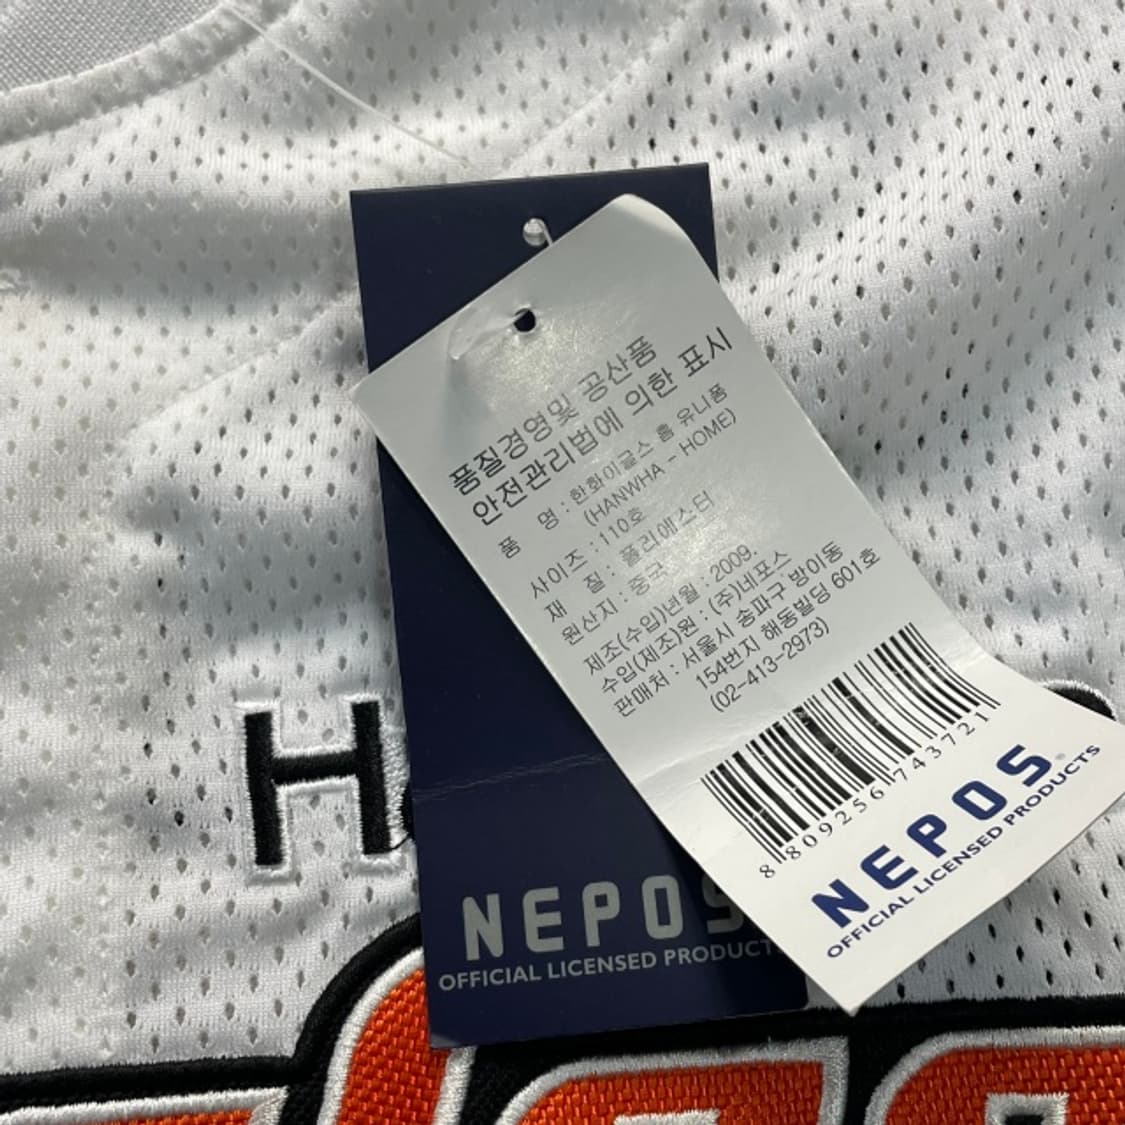 품질경영및 공산품
안전관리법에 의한 표시
품 명 : 한화이글스 홈 유니폼
(HANWHA - HOME)
사이즈 : 110호
재 질 : 폴리에스터
원산지 : 중국
제조(수입)년월 : 2009.
수입(제조)원 : (주)네포스
판매처 : 서울시 송파구 방이동
154번지 해동빌딩 601호
(02-413-2973)
8 809256 743721
NEPOS®
OFFICIAL LICENSED PRODUCTS
H
NEPOS
OFFICIAL LICENSED PRODUCT